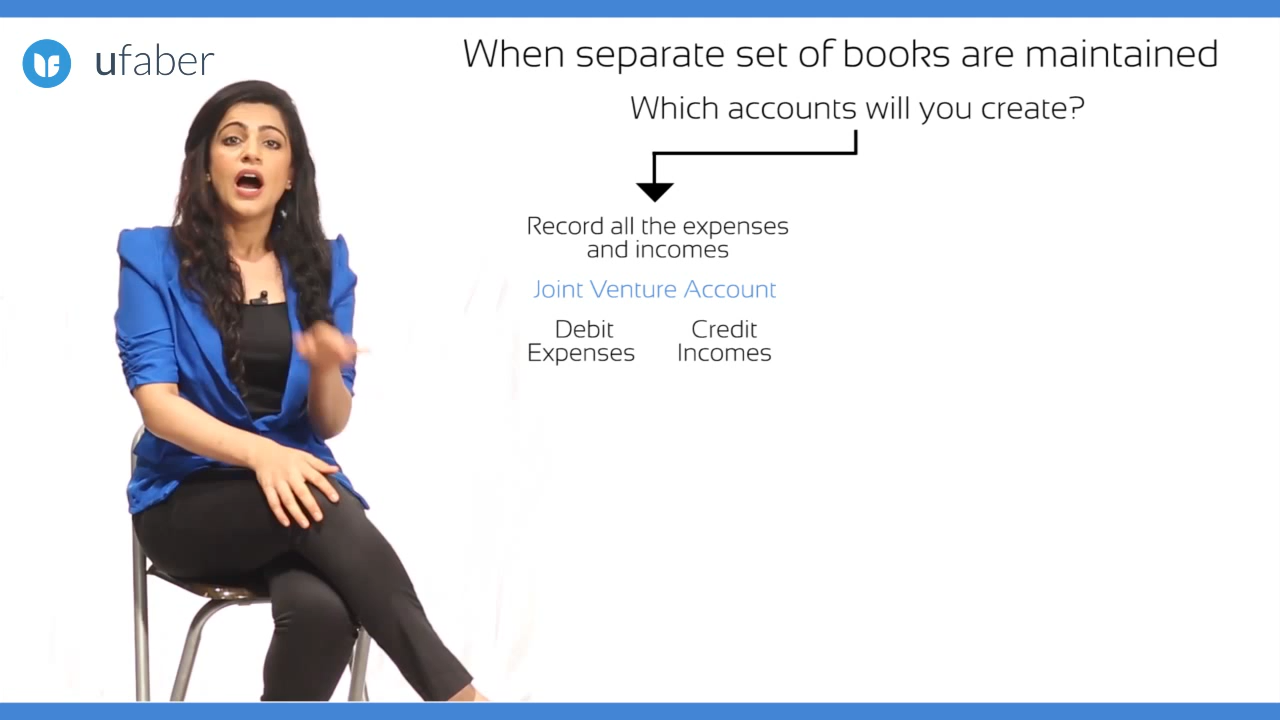 ufaber
When separate set of books are maintained
Which accounts will you create?
Record all the expenses
and incomes
Joint Venture Account
Debit Credit
Expenses Incomes